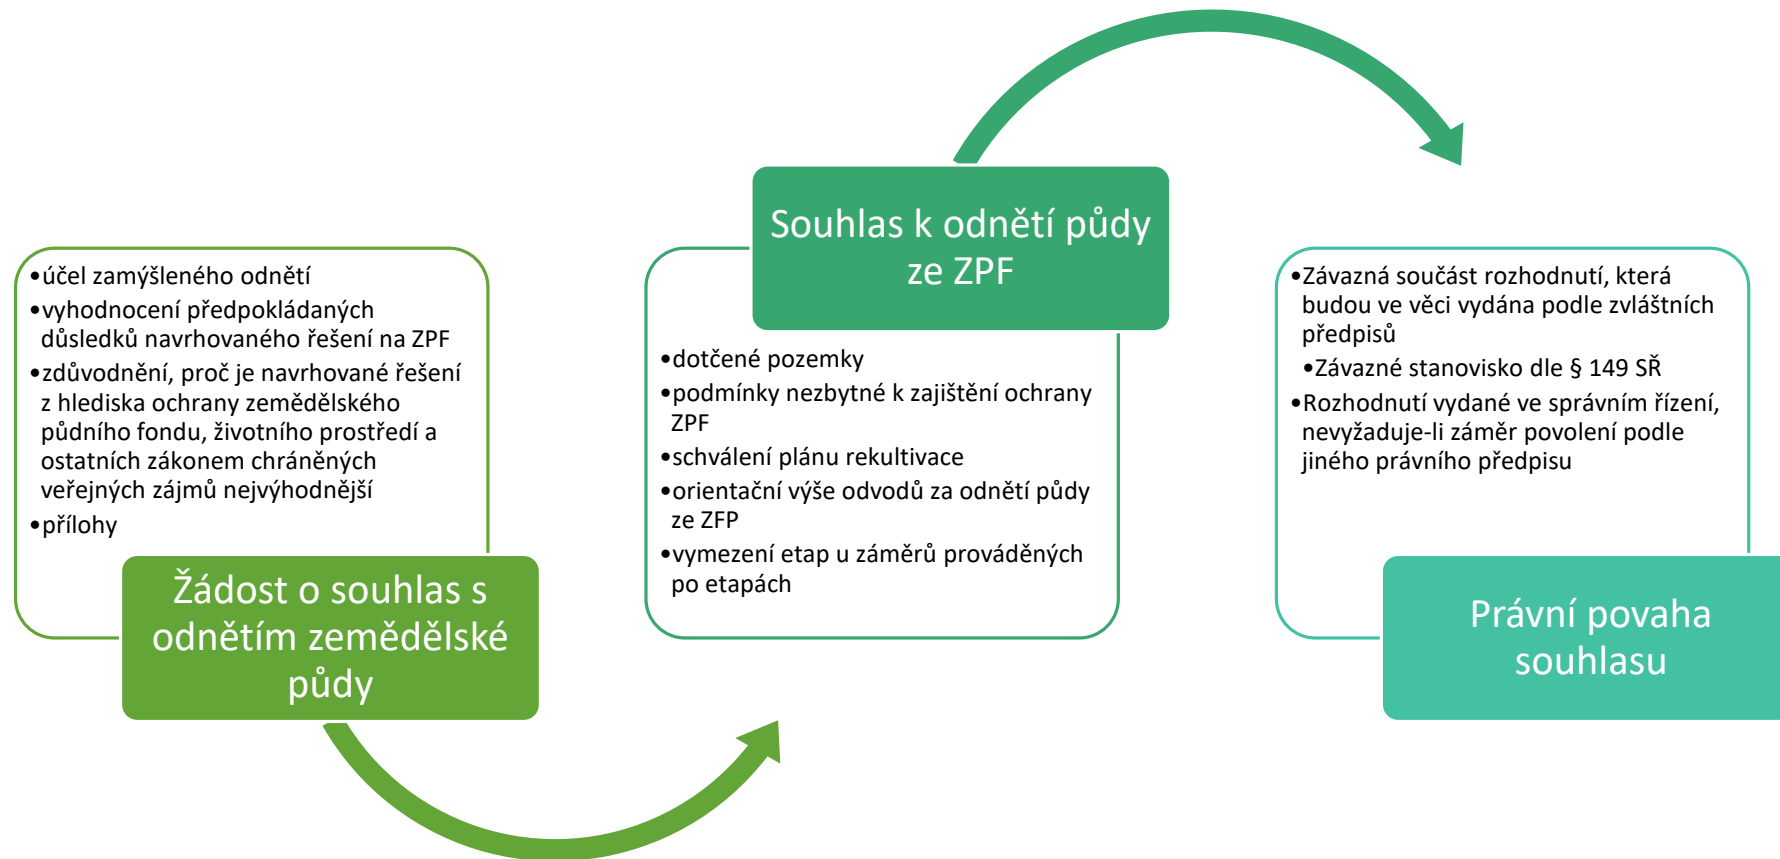 •účel zamýšleného odnětí
•vyhodnocení předpokládaných
důsledků navrhovaného řešení na ZPF
•zdůvodnění, proč je navrhované řešení
z hlediska ochrany zemědělského
půdního fondu, životního prostředí a
ostatních zákonem chráněných
veřejných zájmů nejvýhodnější
•přílohy
Žádost o souhlas s
odnětím zemědělské
půdy
Souhlas k odnětí půdy
ze ZPF
•dotčené pozemky
•podmínky nezbytné k zajištění ochrany
ZPF
•schválení plánu rekultivace
•orientační výše odvodů za odnětí půdy
ze ZFP
•vymezení etap u záměrů prováděných
po etapách
•Závazná součást rozhodnutí, která
budou ve věci vydána podle zvláštních
předpisů
•Závazné stanovisko dle § 149 SŘ
•Rozhodnutí vydané ve správním řízení,
nevyžaduje-li záměr povolení podle
jiného právního předpisu
Právní povaha
souhlasu